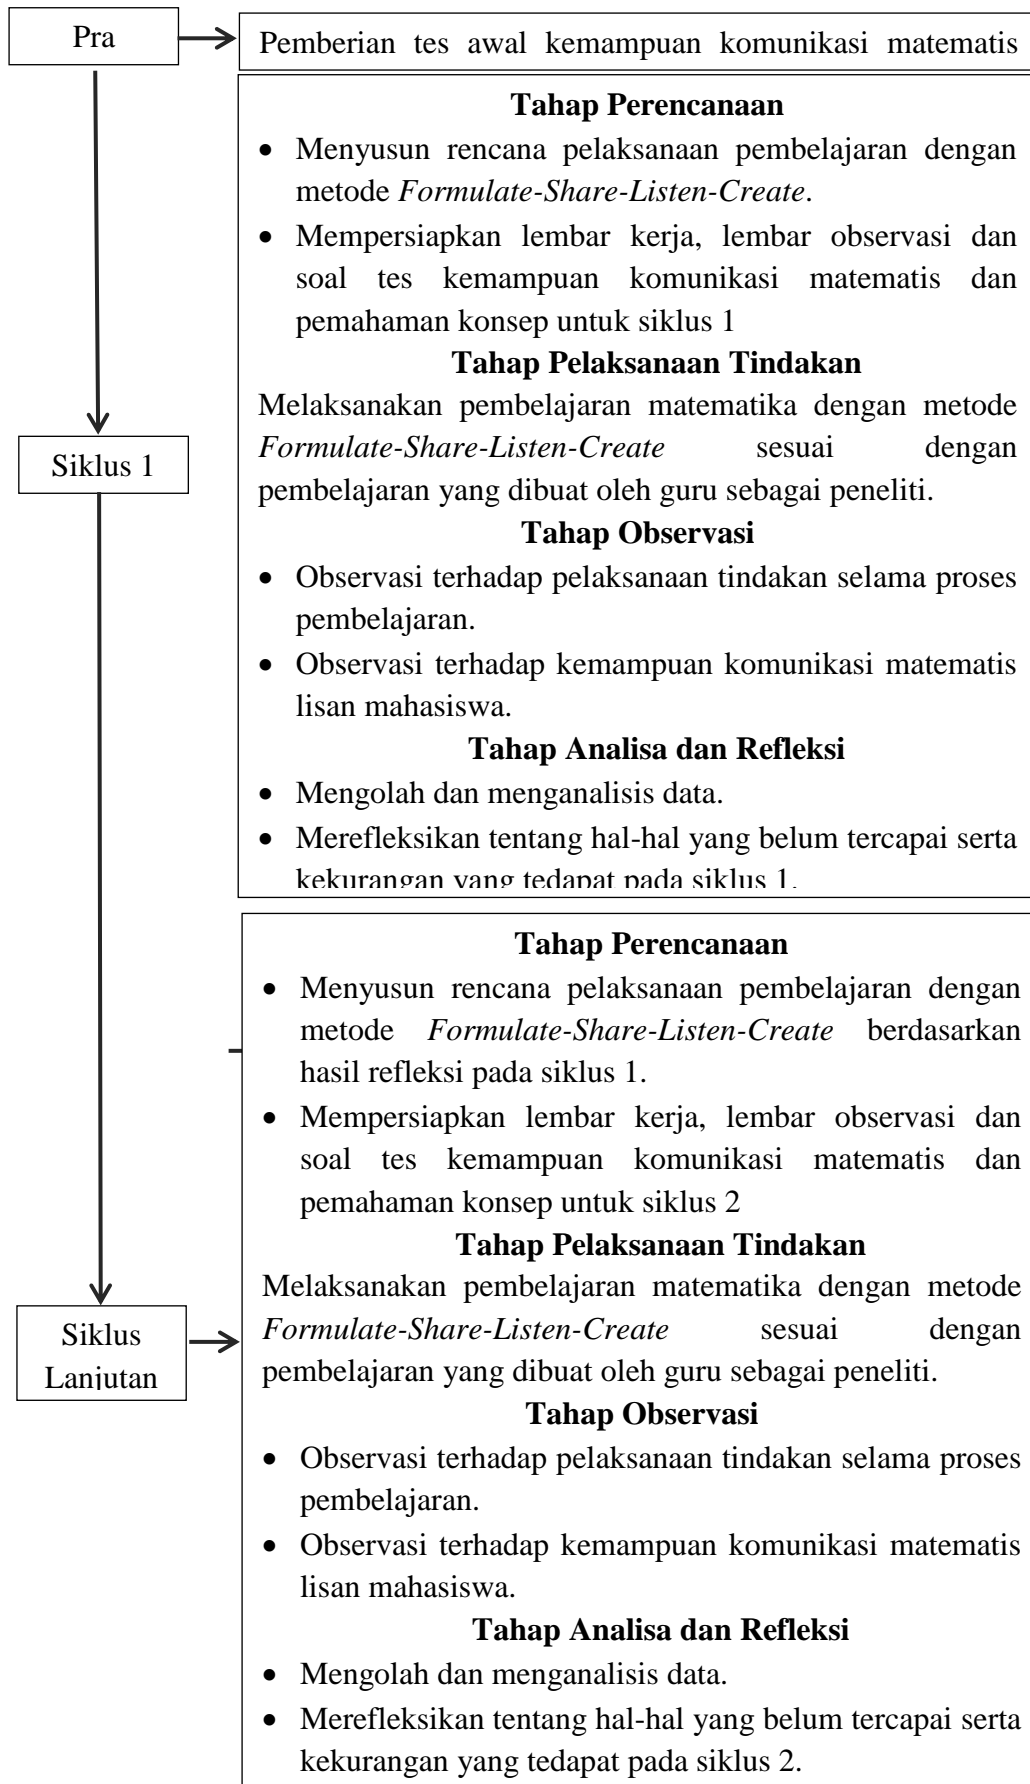 Pra
Pemberian tes awal kemampuan komunikasi matematis
Tahap Perencanaan
• Menyusun rencana pelaksanaan pembelajaran dengan
metode Formulate-Share-Listen-Create.
• Mempersiapkan lembar kerja, lembar observasi dan
soal tes kemampuan komunikasi matematis dan
pemahaman konsep untuk siklus 1
Tahap Pelaksanaan Tindakan
Melaksanakan pembelajaran matematika dengan metode
Formulate-Share-Listen-Create sesuai dengan
pembelajaran yang dibuat oleh guru sebagai peneliti.
Tahap Observasi
• Observasi terhadap pelaksanaan tindakan selama proses
pembelajaran.
• Observasi terhadap kemampuan komunikasi matematis
lisan mahasiswa.
Tahap Analisa dan Refleksi
• Mengolah dan menganalisis data.
• Merefleksikan tentang hal-hal yang belum tercapai serta
kekurangan yang tedapat pada siklus 1.
Siklus 1
Tahap Perencanaan
• Menyusun rencana pelaksanaan pembelajaran dengan
metode Formulate-Share-Listen-Create berdasarkan
hasil refleksi pada siklus 1.
• Mempersiapkan lembar kerja, lembar observasi dan
soal tes kemampuan komunikasi matematis dan
pemahaman konsep untuk siklus 2
Tahap Pelaksanaan Tindakan
Melaksanakan pembelajaran matematika dengan metode
Formulate-Share-Listen-Create sesuai dengan
pembelajaran yang dibuat oleh guru sebagai peneliti.
Tahap Observasi
• Observasi terhadap pelaksanaan tindakan selama proses
pembelajaran.
• Observasi terhadap kemampuan komunikasi matematis
lisan mahasiswa.
Tahap Analisa dan Refleksi
• Mengolah dan menganalisis data.
• Merefleksikan tentang hal-hal yang belum tercapai serta
kekurangan yang tedapat pada siklus 2.
Siklus
Lanjutan